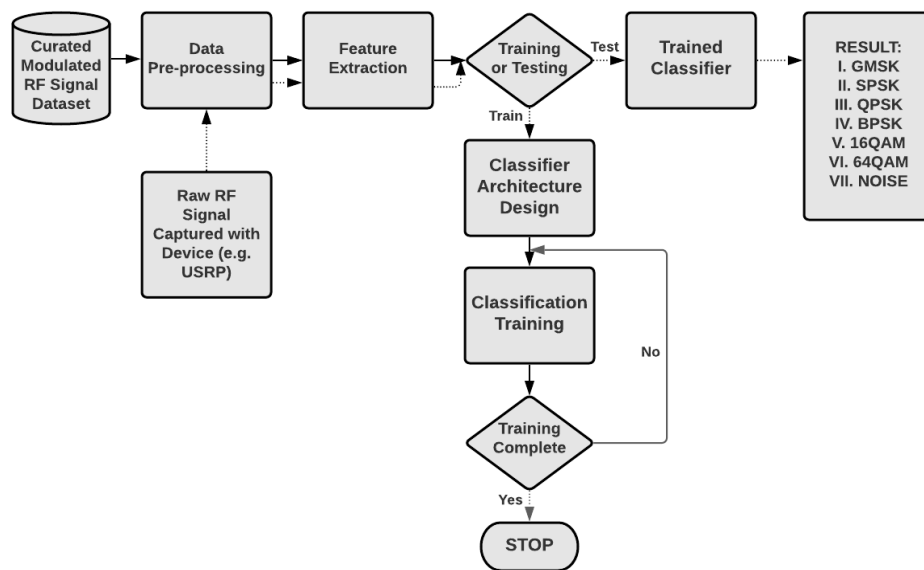 Curated
Modulated
RF Signal
Dataset
Data
Pre-processing
Feature
Extraction
Training
or Testing
Test
Trained
Classifier
RESULT:
I. GMSK
II. SPSK
III. QPSK
IV. BPSK
V. 16QAM
VI. 64QAM
VII. NOISE
Train
Raw RF
Signal
Captured with
Device (e.g.
USRP)
Classifier
Architecture
Design
Classification
Training
No
Training
Complete
Yes
STOP